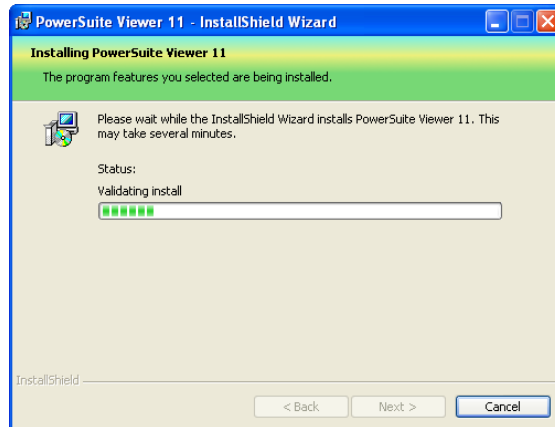 PowerSuite Viewer 11 - InstallShield Wizard
Installing PowerSuite Viewer 11
The program features you selected are being installed.
Please wait while the InstallShield Wizard installs PowerSuite Viewer 11. This
may take several minutes.
Status:
Validating install
InstallShield
< Back Next > Cancel